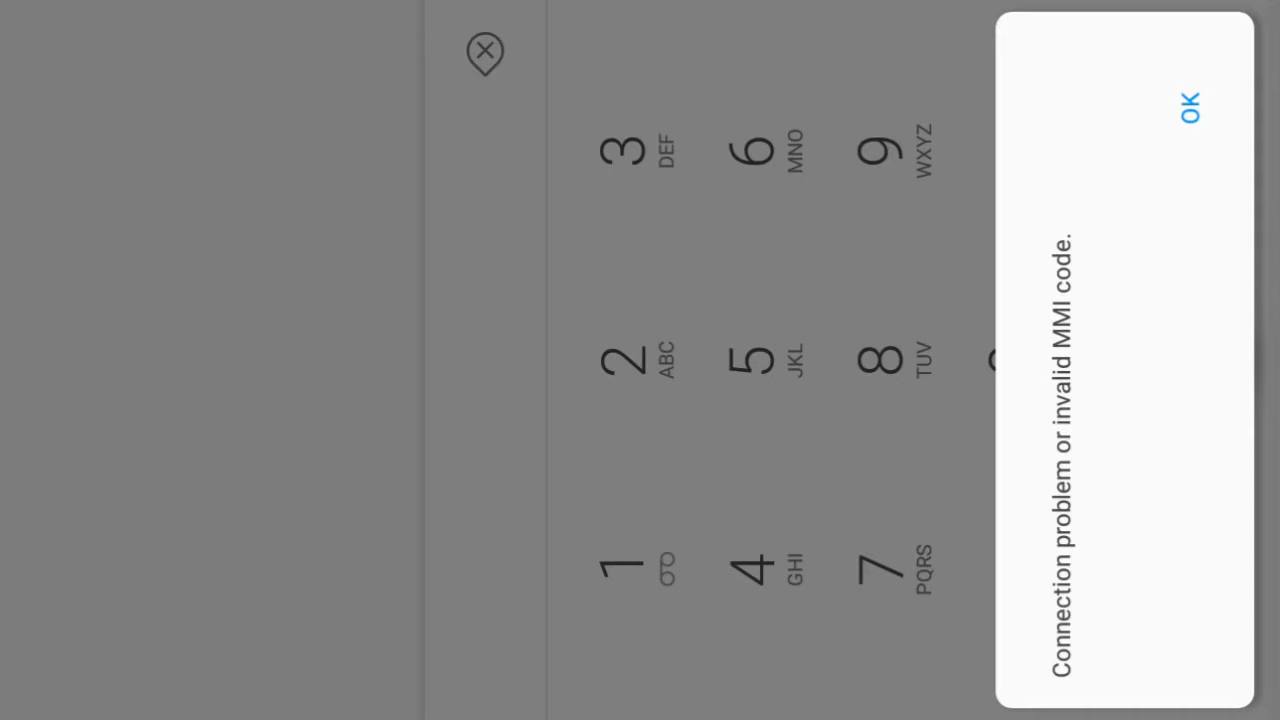 1
2 ABC
3 DEF
4 GHI
5 JKL
6 MNO
7 PQRS
8 TUV
9 WXYZ
Connection problem or invalid MMI code.
OK